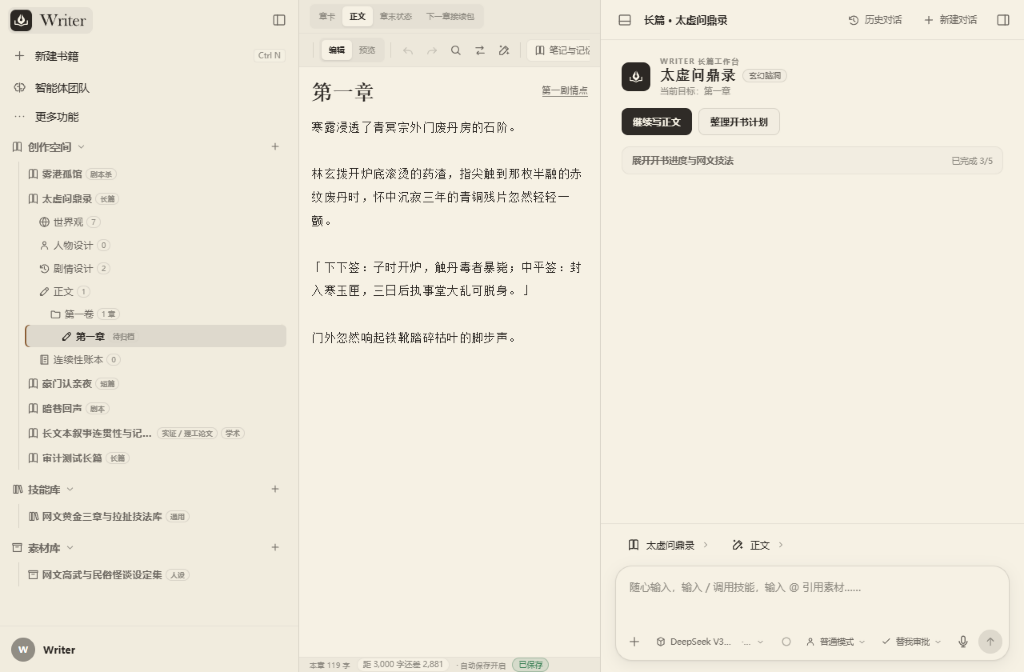 Writer
新建书籍 Ctrl N
智能体团队
更多功能
创作空间
雾港孤馆 剧本杀
太虚问鼎录 长篇
世界观 7
人物设计 0
剧情设计 2
正文 1
第一卷 1 章
第一章 待归档
连续性账本 0
豪门认亲夜 短篇
暗巷回声 剧本
长文本叙事连贯性与记... 实证 / 理工论文 学术
审计测试长篇 长篇
技能库
网文黄金三章与拉扯技法库 通用
素材库
网文高武与民俗怪谈设定集 人设
W Writer
章卡 正文 章末状态 下一章接续包
编辑 预览 笔记与记忆
第一章 第一剧情点
寒露浸透了青冥宗外门废丹房的石阶。
林玄拨开炉底滚烫的药渣，指尖触到那枚半融的赤
纹废丹时，怀中沉寂三年的青铜残片忽然轻轻一
颤。
「下下签：子时开炉，触丹毒者暴毙；中平签：封
入寒玉匣，三日后执事堂大乱可脱身。」
门外忽然响起铁靴踏碎枯叶的脚步声。
本章 119 字 距 3,000 字还差 2,881 · 自动保存开启 已保存
长篇 • 太虚问鼎录 历史对话 新建对话
WRITER 长篇工作台
太虚问鼎录 玄幻脑洞
当前目标：第一章
继续写正文 整理开书计划
展开开书进度与网文技法 已完成 3/5
太虚问鼎录 正文
随心输入，输入 / 调用技能，输入 @ 引用素材......
DeepSeek V3... ... 普通模式 替我审批